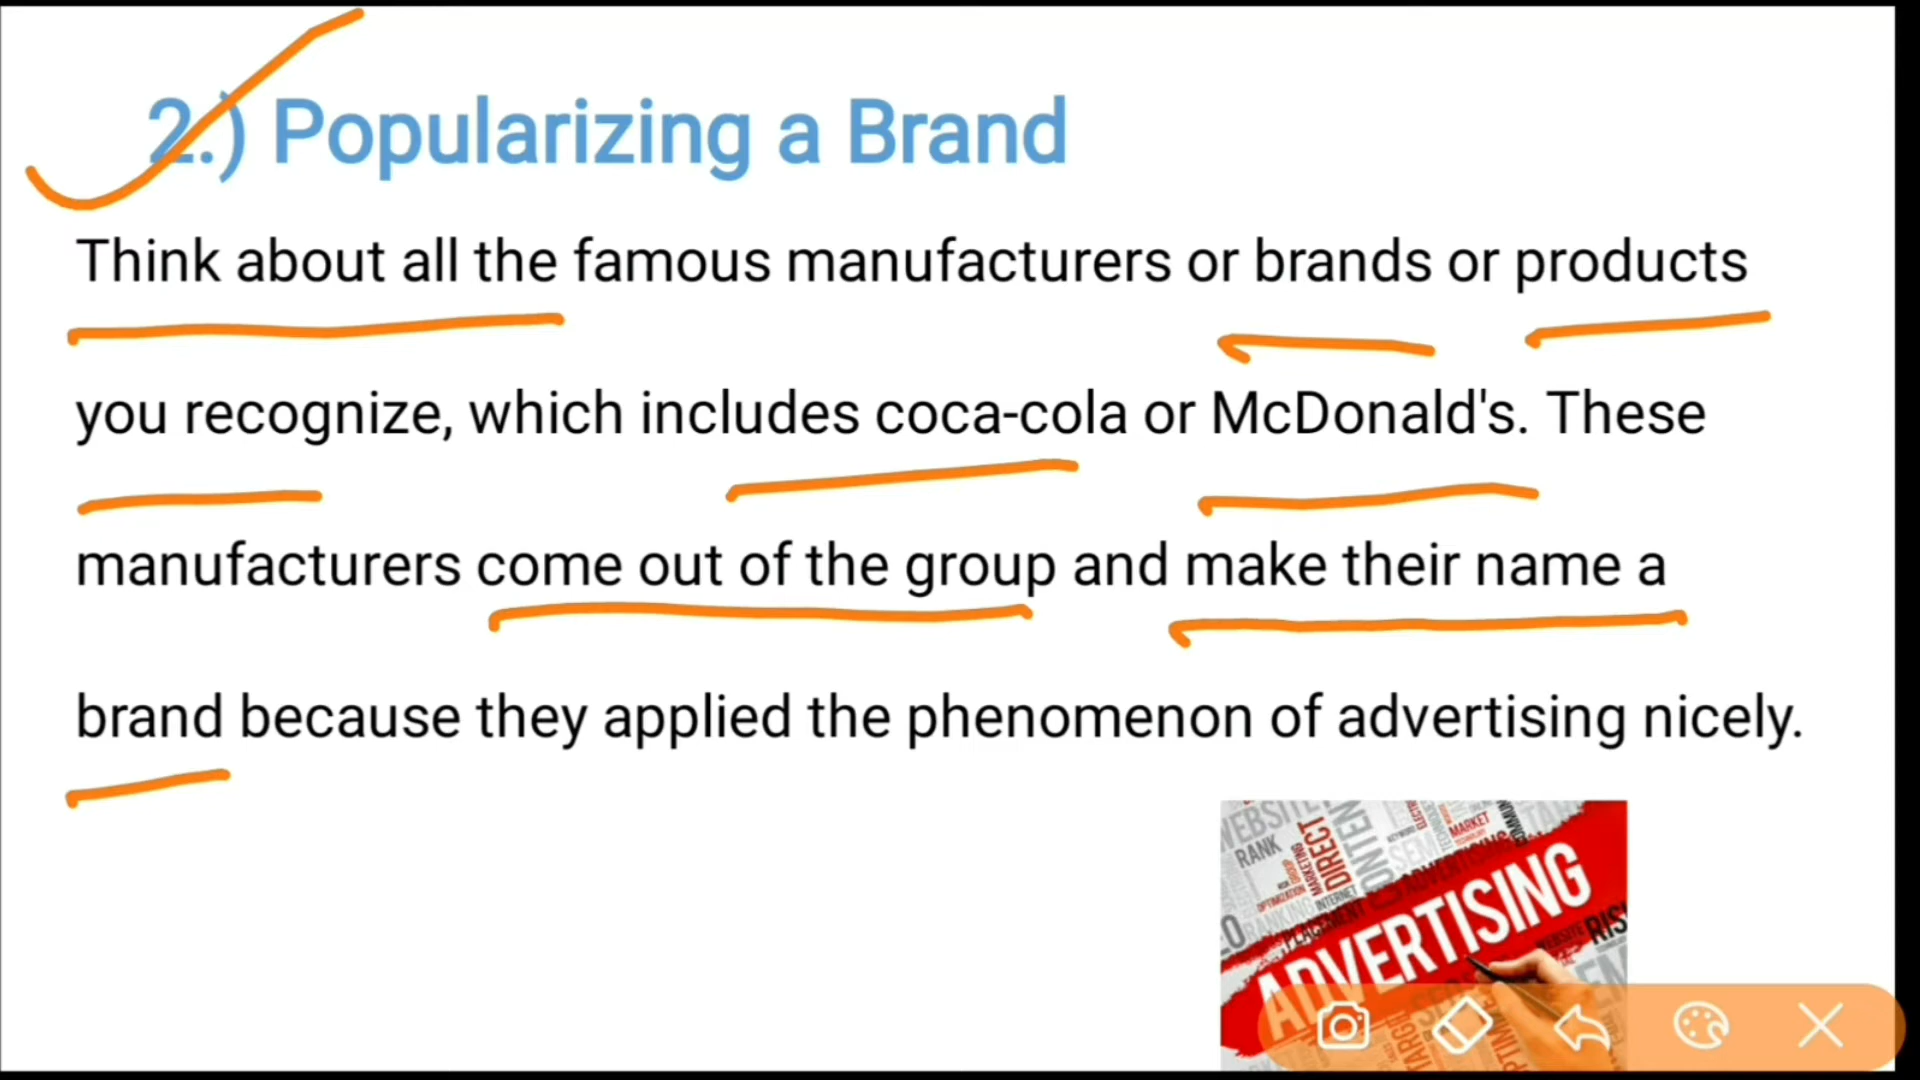 2.) Popularizing a Brand
Think about all the famous manufacturers or brands or products
you recognize, which includes coca-cola or McDonald's. These
manufacturers come out of the group and make their name a
brand because they applied the phenomenon of advertising nicely.
RANK
MARKETING
DIRECT
INTERNET
MARKET
PLACEMENT
ADVERTISING
WEBSITE